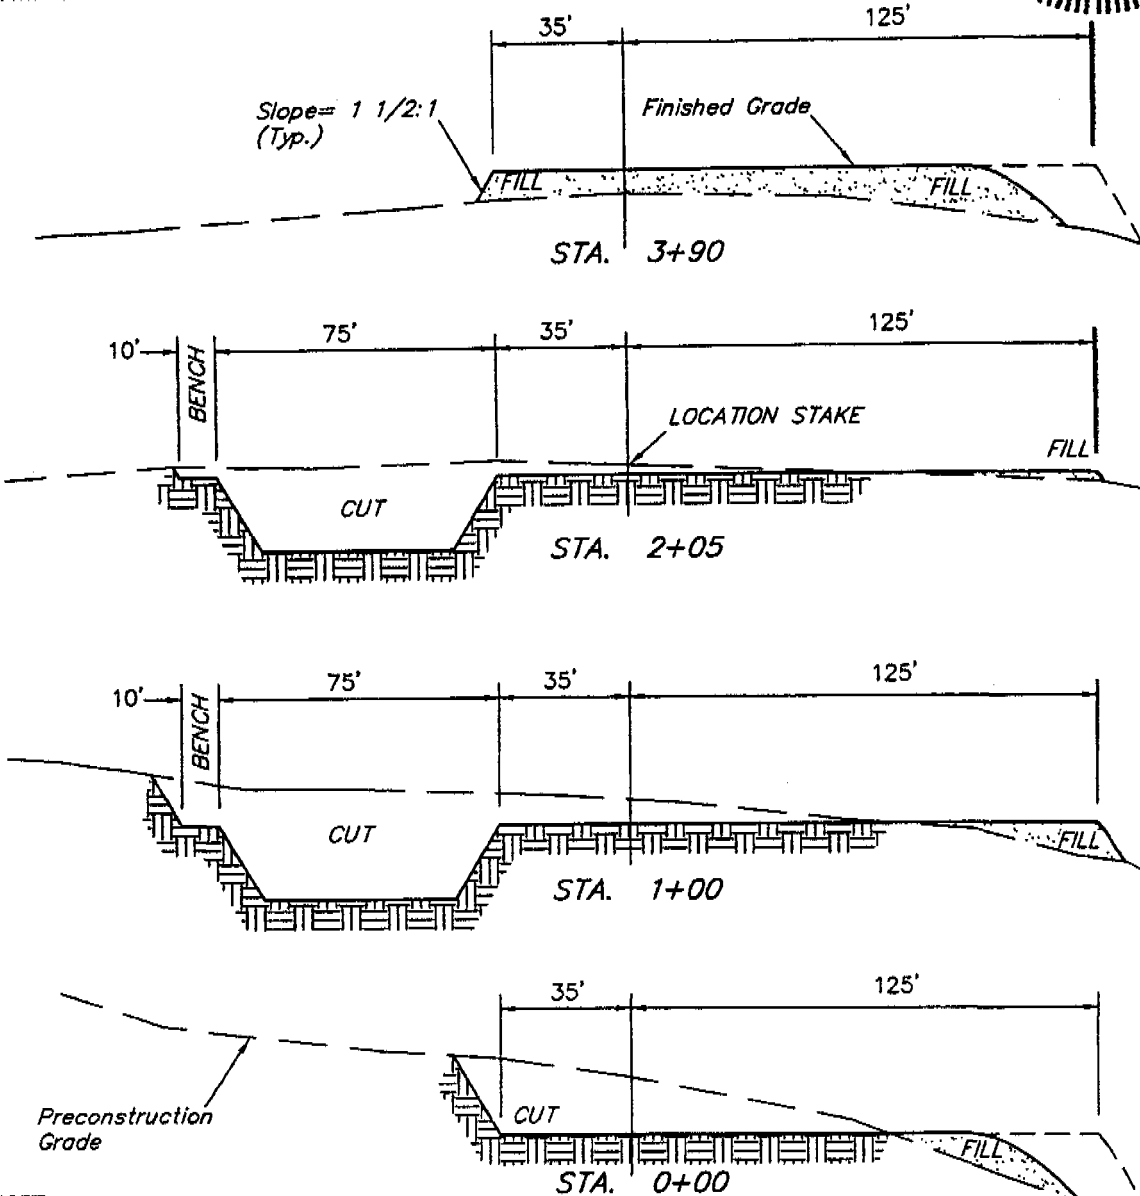 35' 125'
Slope= 1 1/2:1
(Typ.)
Finished Grade
FILL FILL
STA. 3+90
10' BENCH 75' 35' 125'
LOCATION STAKE
FILL
CUT
STA. 2+05
10' BENCH 75' 35' 125'
CUT
FILL
STA. 1+00
35' 125'
Preconstruction
Grade
CUT
FILL
STA. 0+00